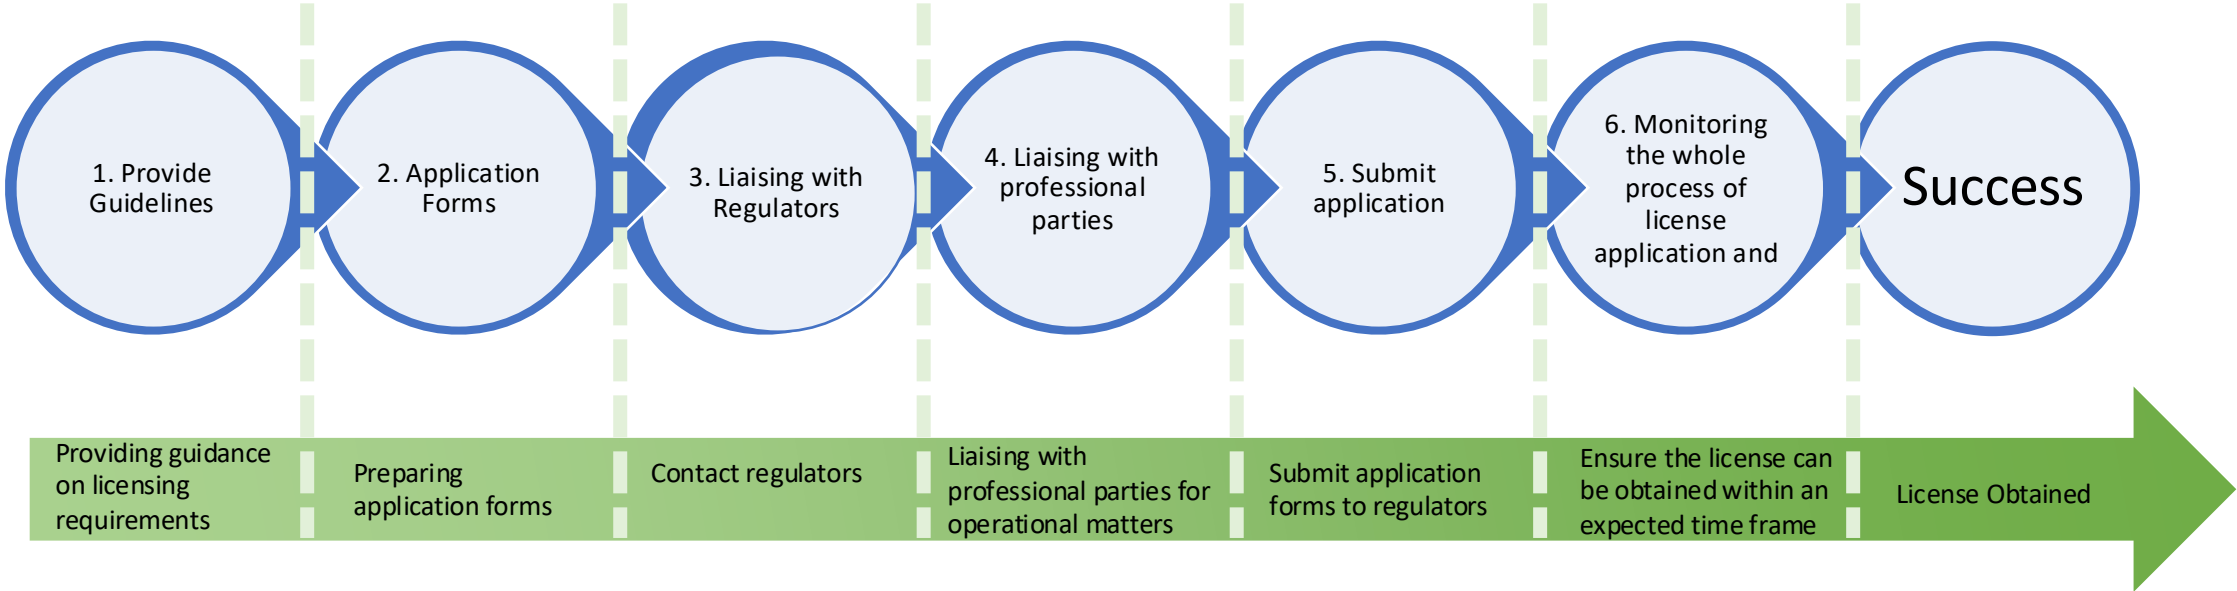 1. Provide
Guidelines
2. Application
Forms
3. Liaising with
Regulators
4. Liaising with
professional
parties
5. Submit
application
6. Monitoring
the whole
process of
license
application and
Success
Providing guidance
on licensing
requirements
Preparing
application forms
Contact regulators
Liaising with
professional parties for
operational matters
Submit application
forms to regulators
Ensure the license can
be obtained within an
expected time frame
License Obtained